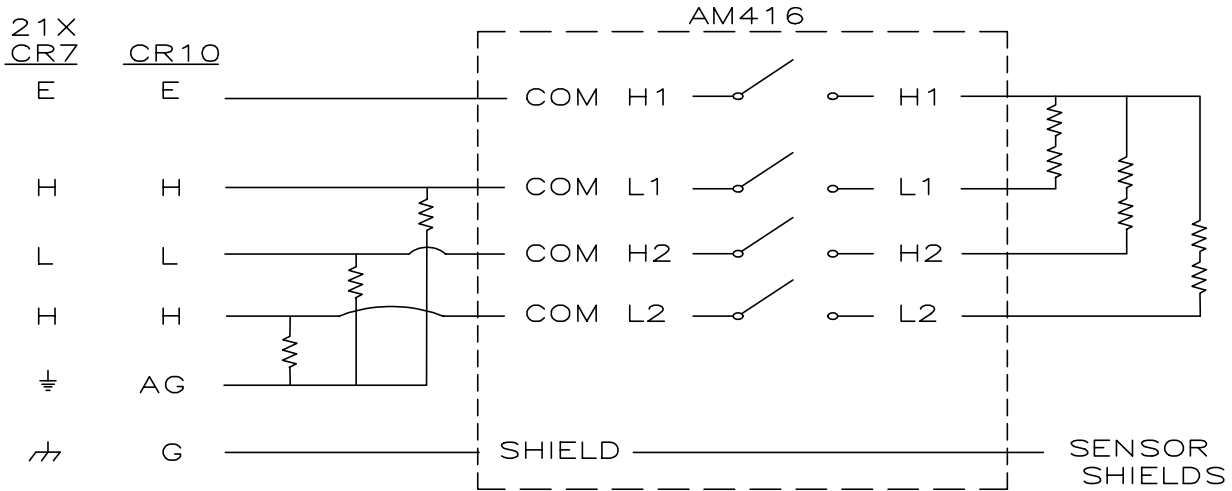 AM416
21X
CR7 CR10
E E COM H1 H1
H H COM L1 L1
L L COM H2 H2
H H COM L2 L2
AG
G SHIELD SENSOR
SHIELDS